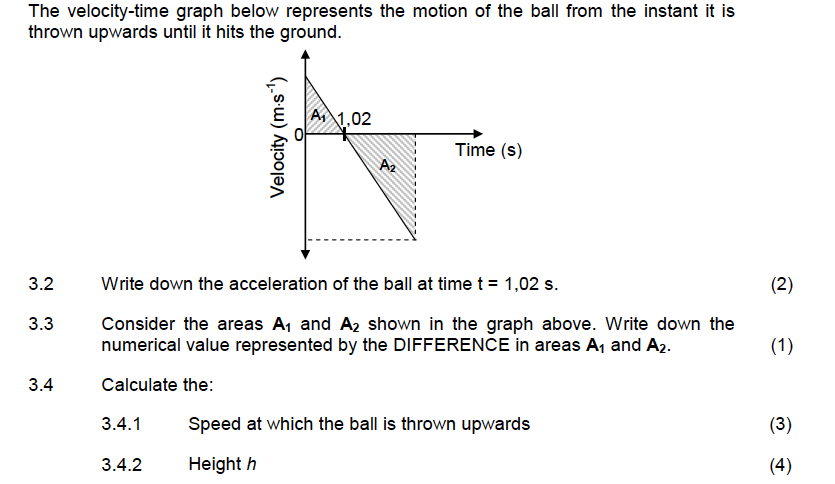 The velocity-time graph below represents the motion of the ball from the instant it is
thrown upwards until it hits the ground.
Velocity (m·s⁻¹)
A₁
1,02
0
Time (s)
A₂
3.2 Write down the acceleration of the ball at time t = 1,02 s. (2)
3.3 Consider the areas A₁ and A₂ shown in the graph above. Write down the
numerical value represented by the DIFFERENCE in areas A₁ and A₂. (1)
3.4 Calculate the:
3.4.1 Speed at which the ball is thrown upwards (3)
3.4.2 Height h (4)